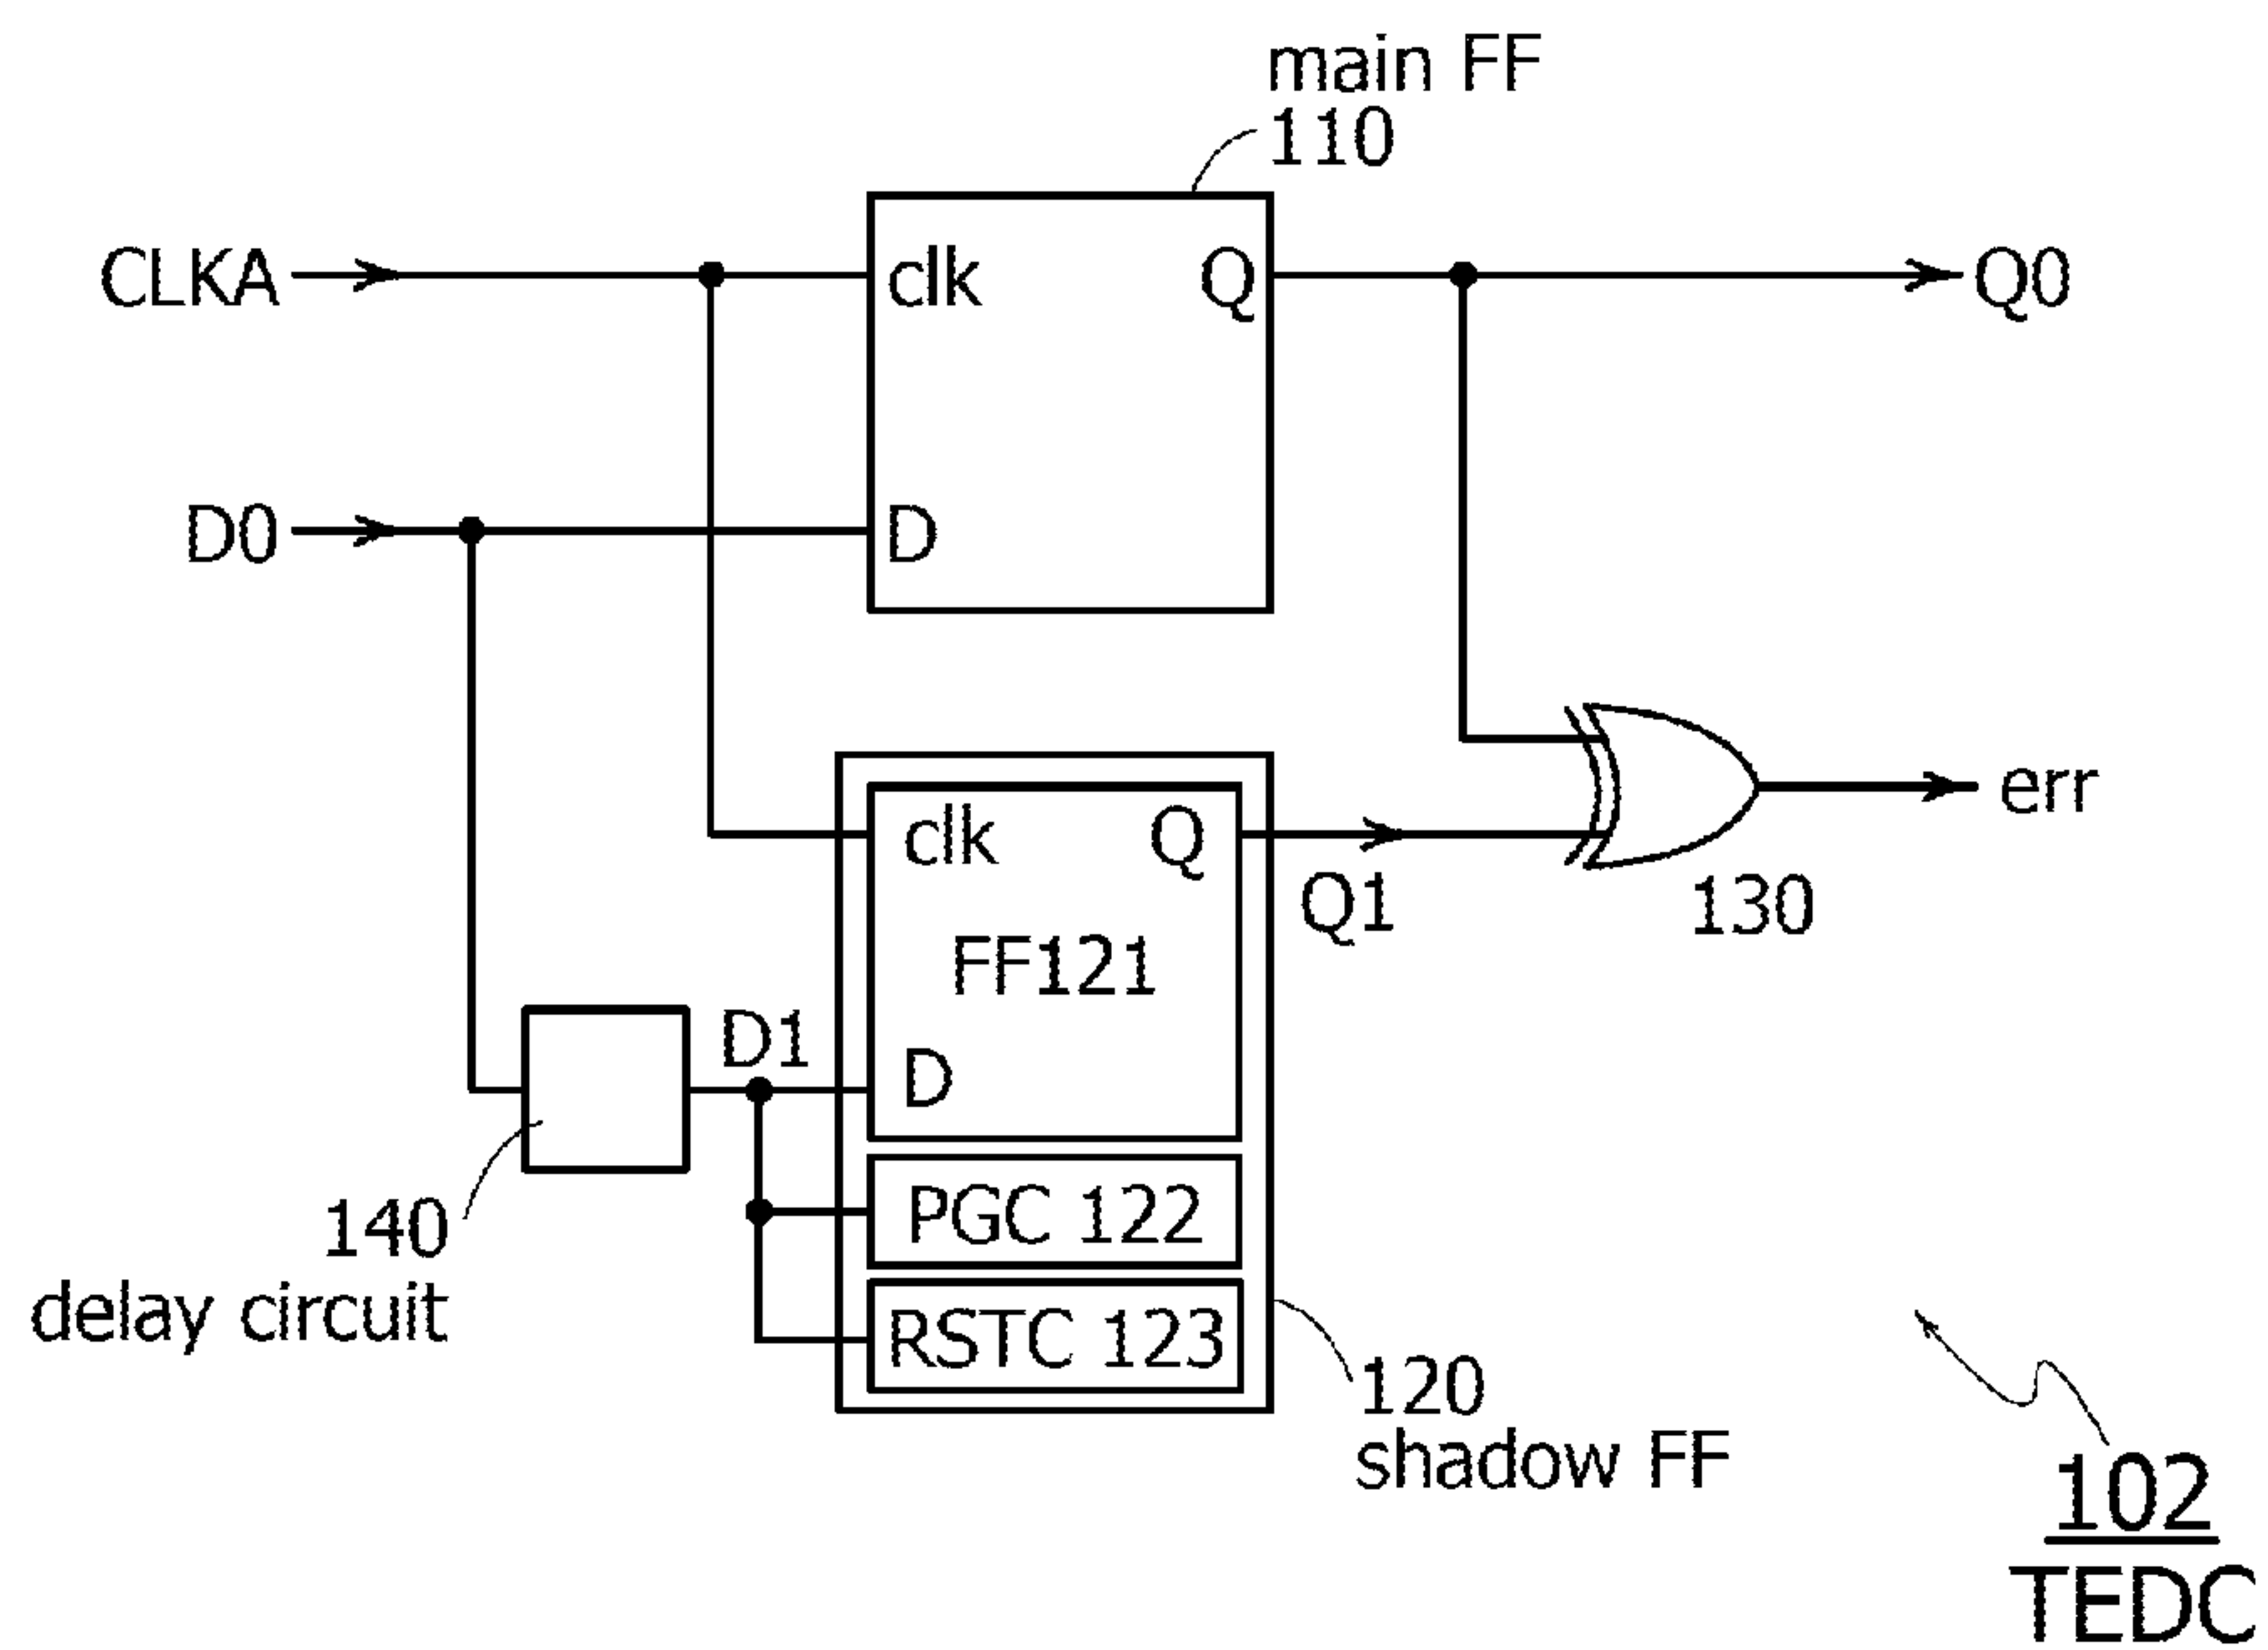 main FF
110
CLKA
clk
Q
Q0
D0
D
clk
Q
err
Q1
130
FF121
D1
D
140
delay circuit
PGC 122
RSTC 123
120
shadow FF
102
TEDC